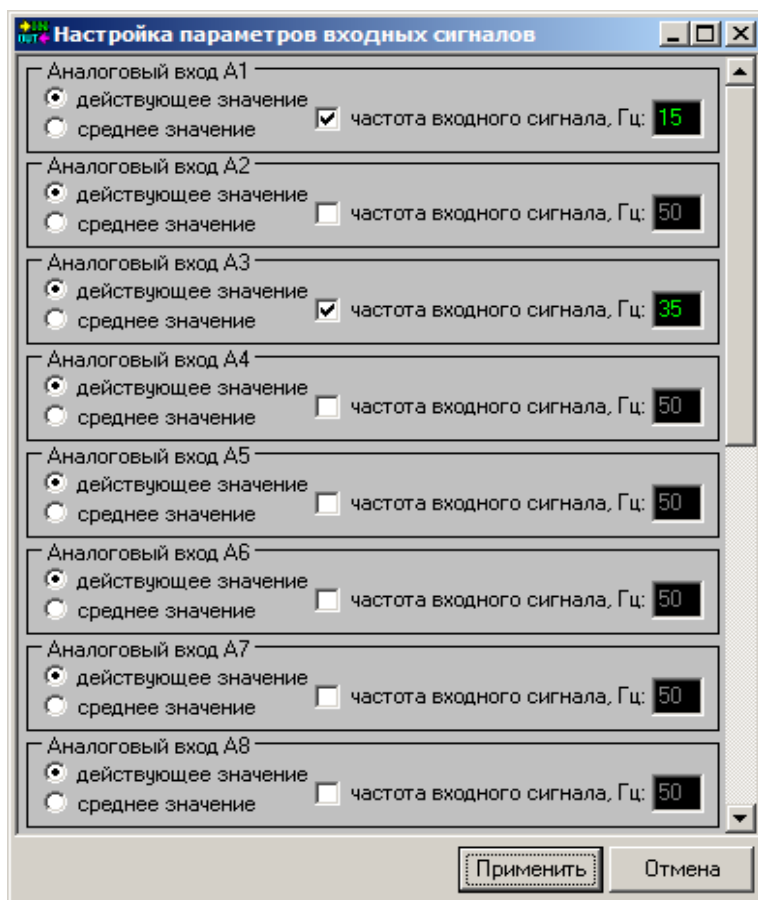 IN
OUT
Настройка параметров входных сигналов
Аналоговый вход A1
действующее значение
среднее значение
частота входного сигнала, Гц: 15
Аналоговый вход A2
действующее значение
среднее значение
частота входного сигнала, Гц: 50
Аналоговый вход A3
действующее значение
среднее значение
частота входного сигнала, Гц: 35
Аналоговый вход A4
действующее значение
среднее значение
частота входного сигнала, Гц: 50
Аналоговый вход A5
действующее значение
среднее значение
частота входного сигнала, Гц: 50
Аналоговый вход A6
действующее значение
среднее значение
частота входного сигнала, Гц: 50
Аналоговый вход A7
действующее значение
среднее значение
частота входного сигнала, Гц: 50
Аналоговый вход A8
действующее значение
среднее значение
частота входного сигнала, Гц: 50
Применить
Отмена